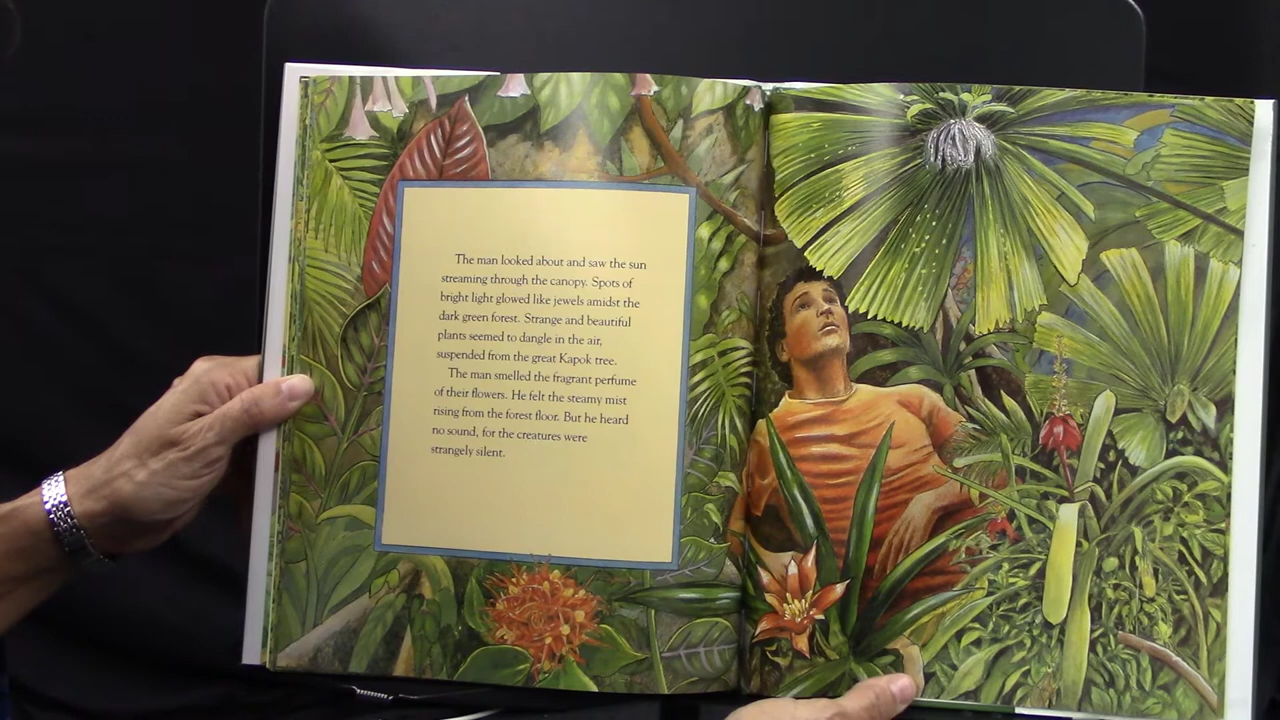 The man looked about and saw the sun
streaming through the canopy. Spots of
bright light glowed like jewels amidst the
dark green forest. Strange and beautiful
plants seemed to dangle in the air,
suspended from the great Kapok tree.
The man smelled the fragrant perfume
of their flowers. He felt the steamy mist
rising from the forest floor. But he heard
no sound, for the creatures were
strangely silent.